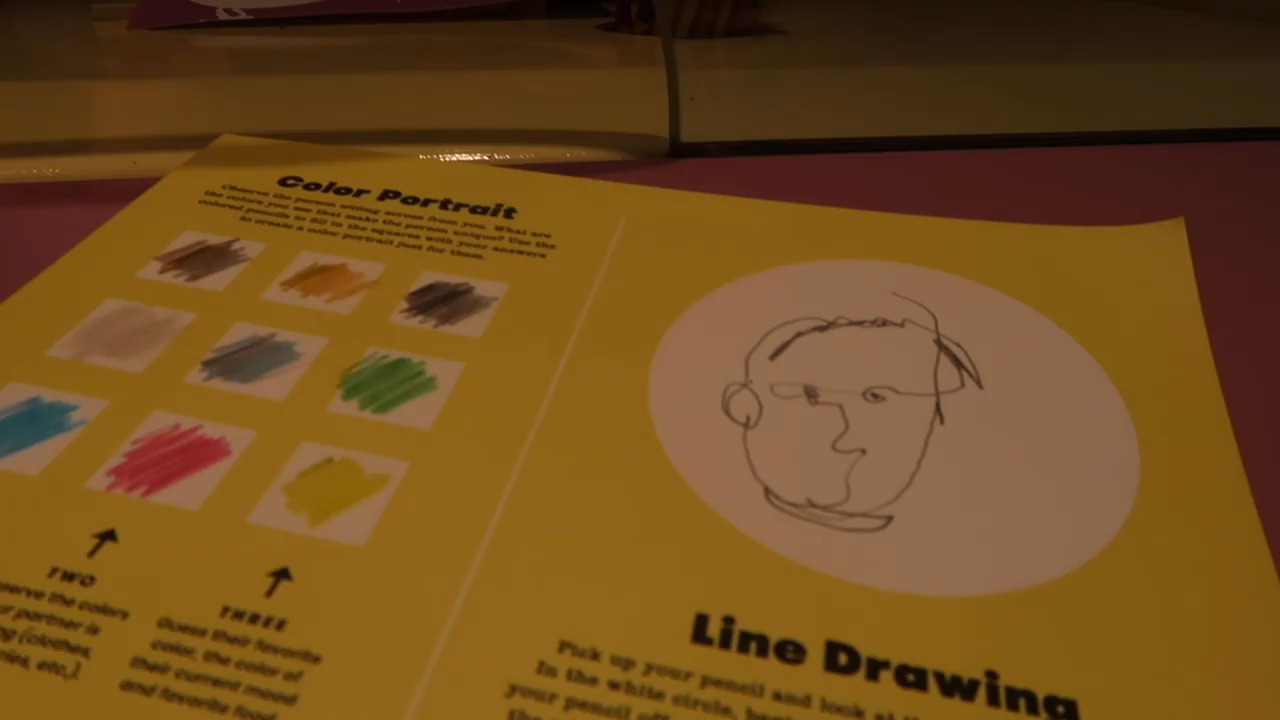 Color Portrait
Observe the person sitting across from you. What are
the colors you see that make the person unique? Use the
colored pencils to fill in the squares with your answers
to create a color portrait just for them.
TWO
the colors
partner is
(clothes,
etc.)
THREE
Guess their favorite
color, the color of
their current mood
and favorite food
Line Drawing
Pick up your pencil and look
In the white circle,
your pencil